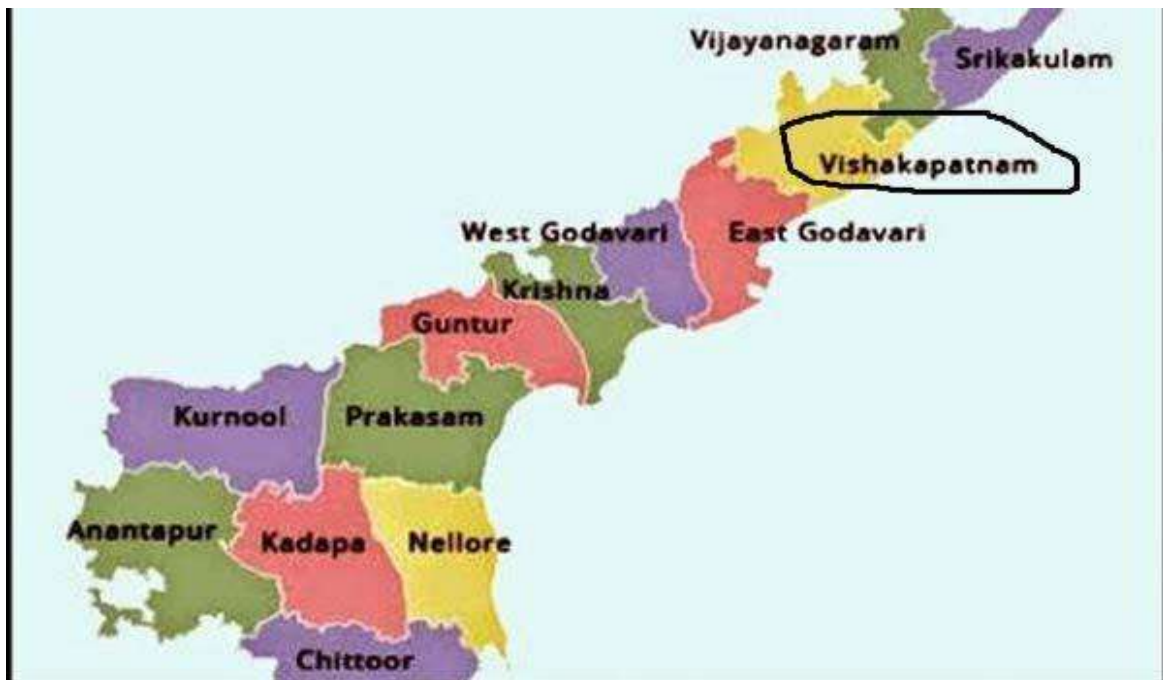 Vijayanagaram
Srikakulam
Vishakapatnam
West Godavari
East Godavari
Krishna
Guntur
Kurnool
Prakasam
Anantapur
Kadapa
Nellore
Chittoor